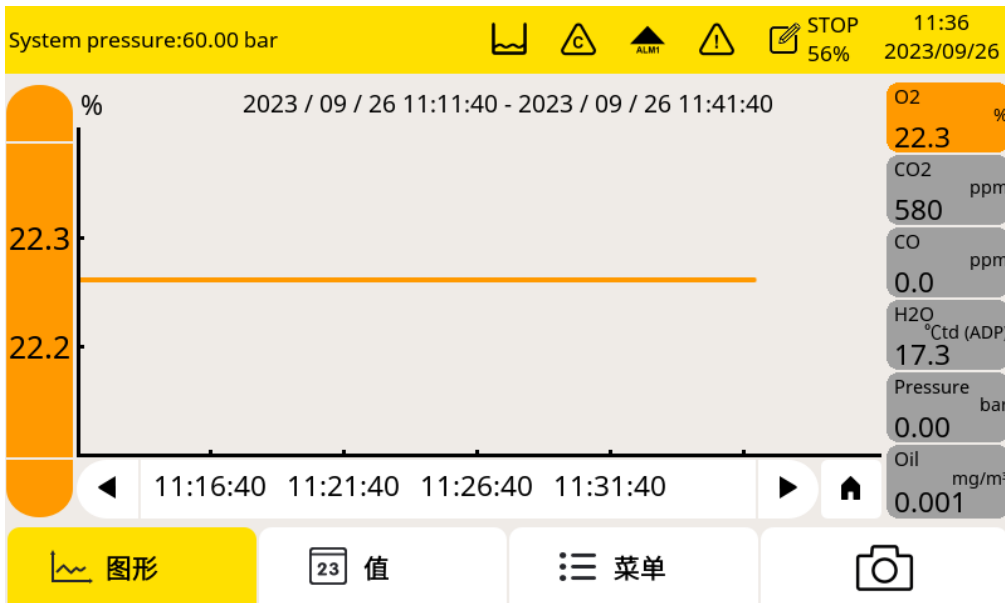 System pressure:60.00 bar
C
ALM1
!
STOP
56%
11:36
2023/09/26
%
2023 / 09 / 26 11:11:40 - 2023 / 09 / 26 11:41:40
22.3
22.2
11:16:40 11:21:40 11:26:40 11:31:40
O2
%
22.3
CO2
ppm
580
CO
ppm
0.0
H2O
°Ctd (ADP)
17.3
Pressure
bar
0.00
Oil
mg/m³
0.001
图形
23 值
菜单